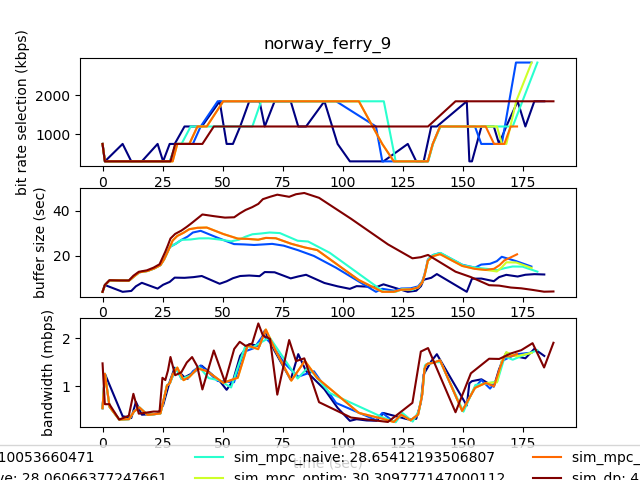 norway_ferry_9
bit rate selection (kbps)
2000
1000
0 25 50 75 100 125 150 175
buffer size (sec)
40
20
0 25 50 75 100 125 150 175
bandwidth (mbps)
2
1
0 25 50 75 100 125 150 175
time (sec)
10053660471 sim_mpc_naive: 28.65412193506807 sim_mpc_
ve: 28.06066377247661 sim_mpc_optim: 30.309777147000112 sim_dp: 4